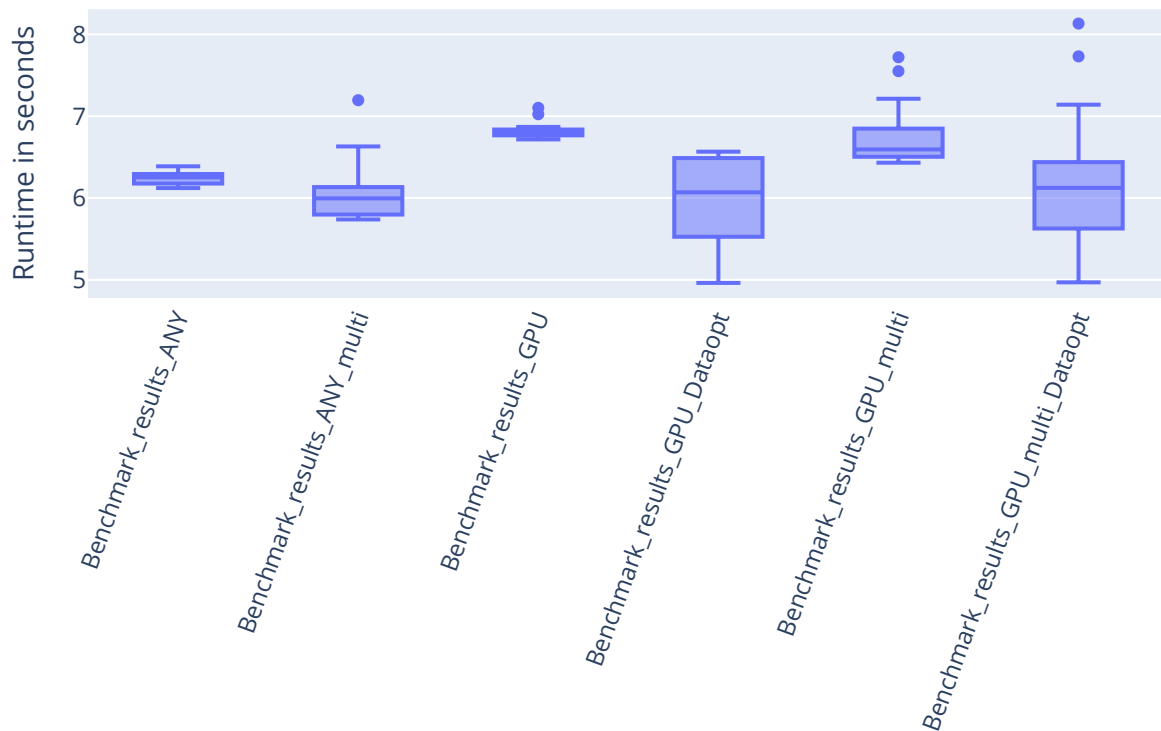 Runtime in seconds
8
7
6
5
Benchmark_results_ANY
Benchmark_results_ANY_multi
Benchmark_results_GPU
Benchmark_results_GPU_Dataopt
Benchmark_results_GPU_multi
Benchmark_results_GPU_multi_Dataopt